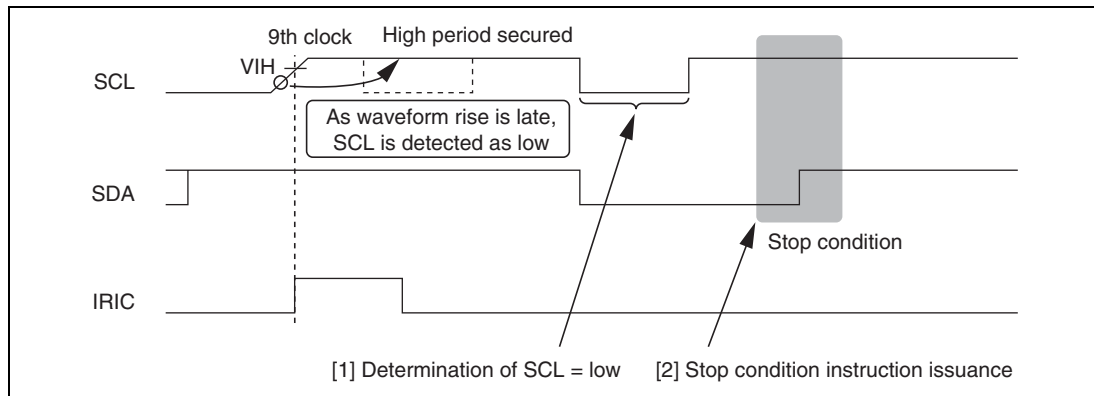 9th clock
High period secured
VIH
SCL
As waveform rise is late,
SCL is detected as low
SDA
Stop condition
IRIC
[1] Determination of SCL = low
[2] Stop condition instruction issuance